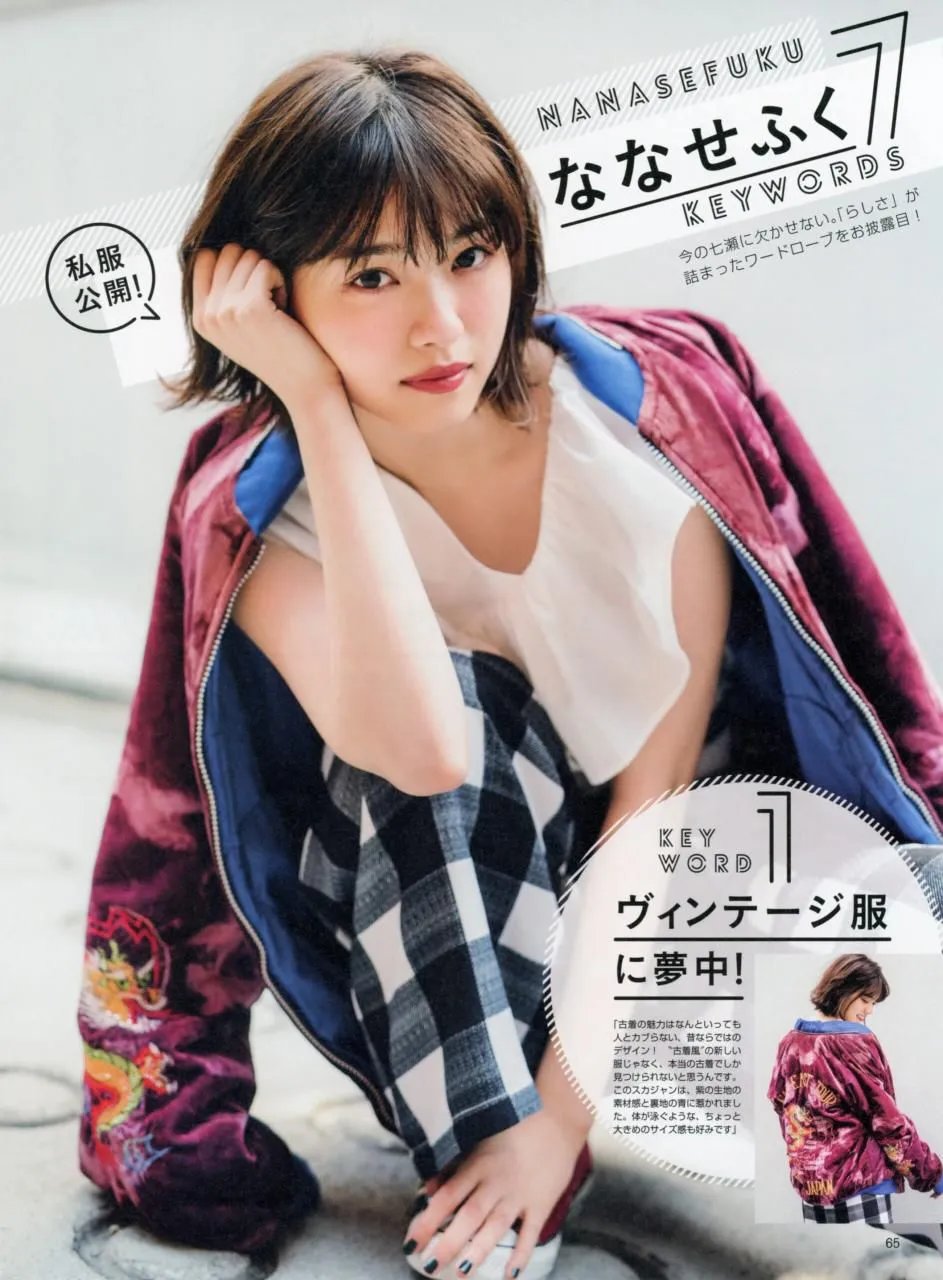 NANASEFUKU
ななせふく
7
KEYWORDS
今の七瀬に欠かせない。「らしさ」が
詰まったワードローブをお披露目!
私服
公開!
KEY
WORD
1
ヴィンテージ服
に夢中!
「古着の魅力はなんといっても
人とカブらない、昔ならではの
デザイン! “古着風”の新しい
服じゃなく、本当の古着でしか
見つけられないと思うんです。
このスカジャンは、紫の生地の
素材感と裏地の青に惹かれまし
た。体が泳ぐような、ちょっと
大きめのサイズ感も好みです」
JAPAN
65